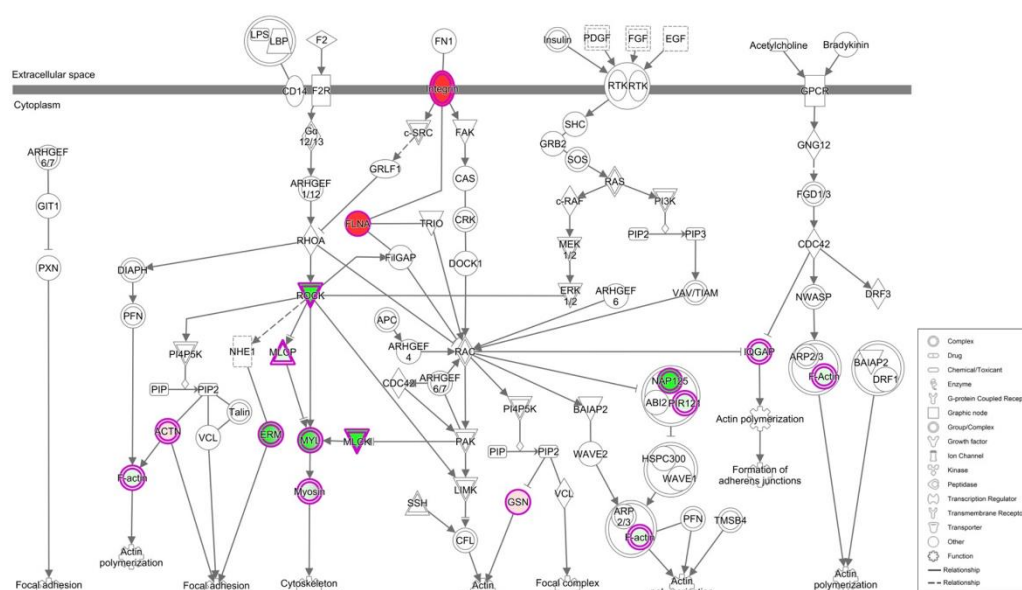 LPS
LBP
F2
FN1
Insulin
PDGF
FGF
EGF
Acetylcholine
Bradykinin
Extracellular space
Cytoplasm
CD14
F2R
Integrin
RTK
RTK
GPCR
Gα
12/13
c-SRC
FAK
SHC
GRB2
SOS
GNG12
ARHGEF
6/7
GRLF1
ARHGEF
1/12
CAS
RAS
FGD1/3
GIT1
c-RAF
PI3K
FLNA
TRIO
CRK
PIP2
PIP3
RHOA
MEK
1/2
CDC42
PXN
DIAPH
FilGAP
DOCK1
ROCK
ERK
1/2
ARHGEF
6
VAV/TIAM
NWASP
DRF3
PFN
APC
ARHGEF
4
RAC
PI4P5K
NHE1
MLCP
IQGAP
ARP2/3
F-Actin
BAIAP2
DRF1
CDC42
ARHGEF
6/7
NAP125
ABI2
PIR121
PIP
PIP2
PI4P5K
BAIAP2
Talin
VCL
ACTN
ERM
MYL
MLCK
PAK
Actin polymerization
PIP
PIP2
WAVE2
HSPC300
WAVE1
F-actin
Myosin
LIMK
SSH
GSN
VCL
Formation of
adherens junctions
ARP
2/3
F-actin
PFN
TMSB4
CFL
Actin
polymerization
Focal adhesion
Focal adhesion
Cytoskeleton
Actin
Focal complex
Actin
Actin
polymerization
Complex
Drug
Chemical/Toxicant
Enzyme
G-protein Coupled Recep
Graphic node
Group/Complex
Growth factor
Ion Channel
Kinase
Peptidase
Transcription Regulator
Transmembrane Recepto
Transporter
Other
Function
Relationship
Relationship